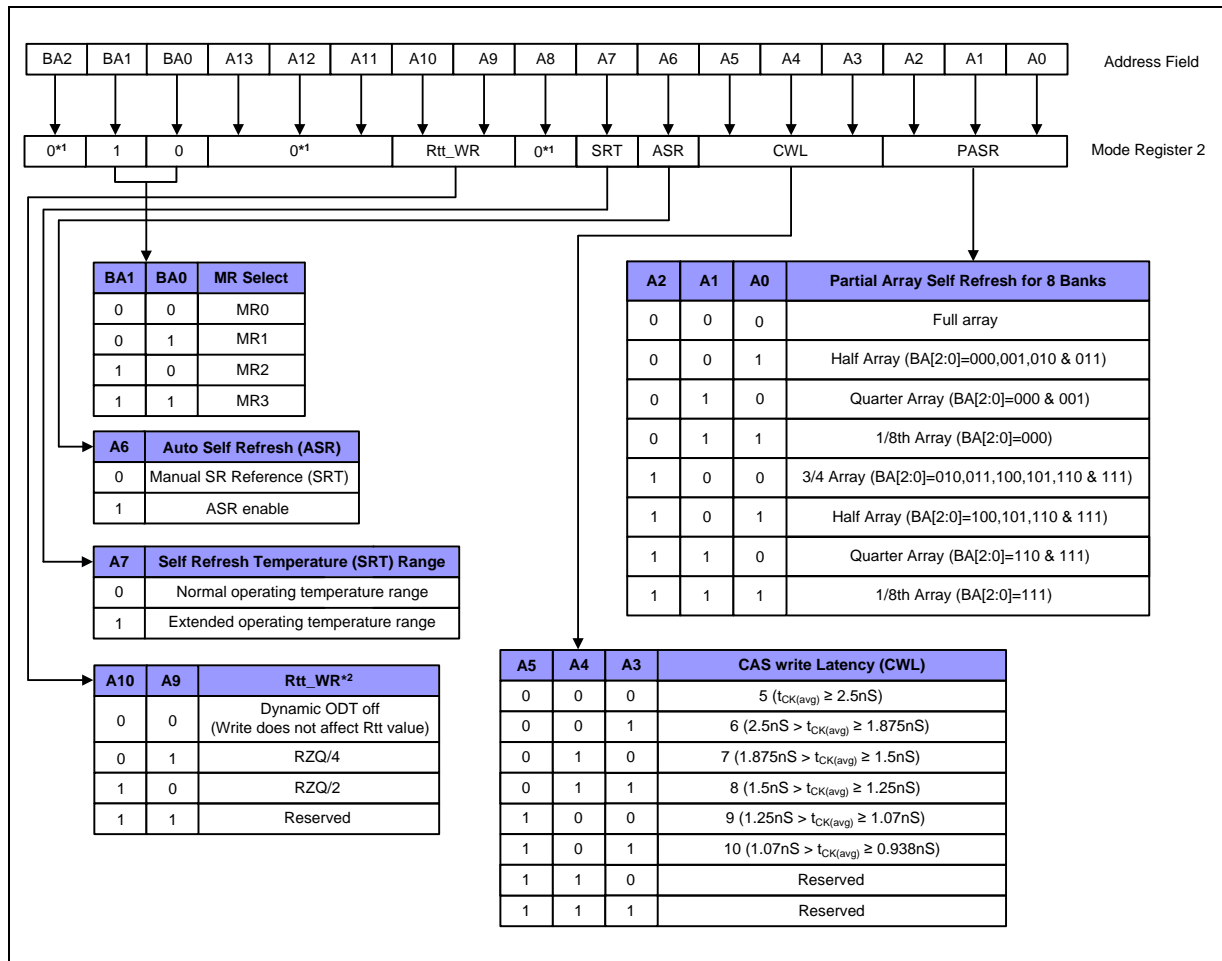 BA2 BA1 BA0 A13 A12 A11 A10 A9 A8 A7 A6 A5 A4 A3 A2 A1 A0 Address Field
0*1 1 0 0*1 Rtt_WR 0*1 SRT ASR CWL PASR Mode Register 2
BA1 BA0 MR Select
0 0 MR0
0 1 MR1
1 0 MR2
1 1 MR3
A6 Auto Self Refresh (ASR)
0 Manual SR Reference (SRT)
1 ASR enable
A7 Self Refresh Temperature (SRT) Range
0 Normal operating temperature range
1 Extended operating temperature range
A10 A9 Rtt_WR*2
0 0 Dynamic ODT off
(Write does not affect Rtt value)
0 1 RZQ/4
1 0 RZQ/2
1 1 Reserved
A2 A1 A0 Partial Array Self Refresh for 8 Banks
0 0 0 Full array
0 0 1 Half Array (BA[2:0]=000,001,010 & 011)
0 1 0 Quarter Array (BA[2:0]=000 & 001)
0 1 1 1/8th Array (BA[2:0]=000)
1 0 0 3/4 Array (BA[2:0]=010,011,100,101,110 & 111)
1 0 1 Half Array (BA[2:0]=100,101,110 & 111)
1 1 0 Quarter Array (BA[2:0]=110 & 111)
1 1 1 1/8th Array (BA[2:0]=111)
A5 A4 A3 CAS write Latency (CWL)
0 0 0 5 (tCK(avg) ≥ 2.5nS)
0 0 1 6 (2.5nS > tCK(avg) ≥ 1.875nS)
0 1 0 7 (1.875nS > tCK(avg) ≥ 1.5nS)
0 1 1 8 (1.5nS > tCK(avg) ≥ 1.25nS)
1 0 0 9 (1.25nS > tCK(avg) ≥ 1.07nS)
1 0 1 10 (1.07nS > tCK(avg) ≥ 0.938nS)
1 1 0 Reserved
1 1 1 Reserved